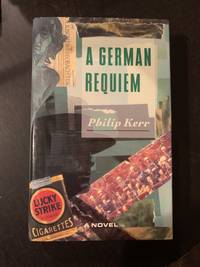 A GERMAN
REQUIEM
Philip Kerr
LUCKY
STRIKE
CIGARETTES
A NOVEL